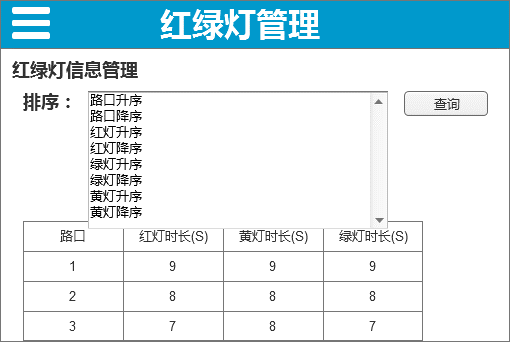 红绿灯管理
红绿灯信息管理
排序：
路口升序
路口降序
红灯升序
红灯降序
绿灯升序
绿灯降序
黄灯升序
黄灯降序
查询
路口 红灯时长(S) 黄灯时长(S) 绿灯时长(S)
1 9 9 9
2 8 8 8
3 7 8 7